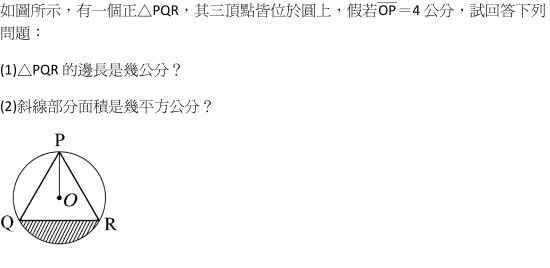 如圖所示，有一個正△PQR，其三頂點皆位於圓上，假若OP＝4 公分，試回答下列
問題：
(1)△PQR 的邊長是幾公分？
(2)斜線部分面積是幾平方公分？
P
O
Q R